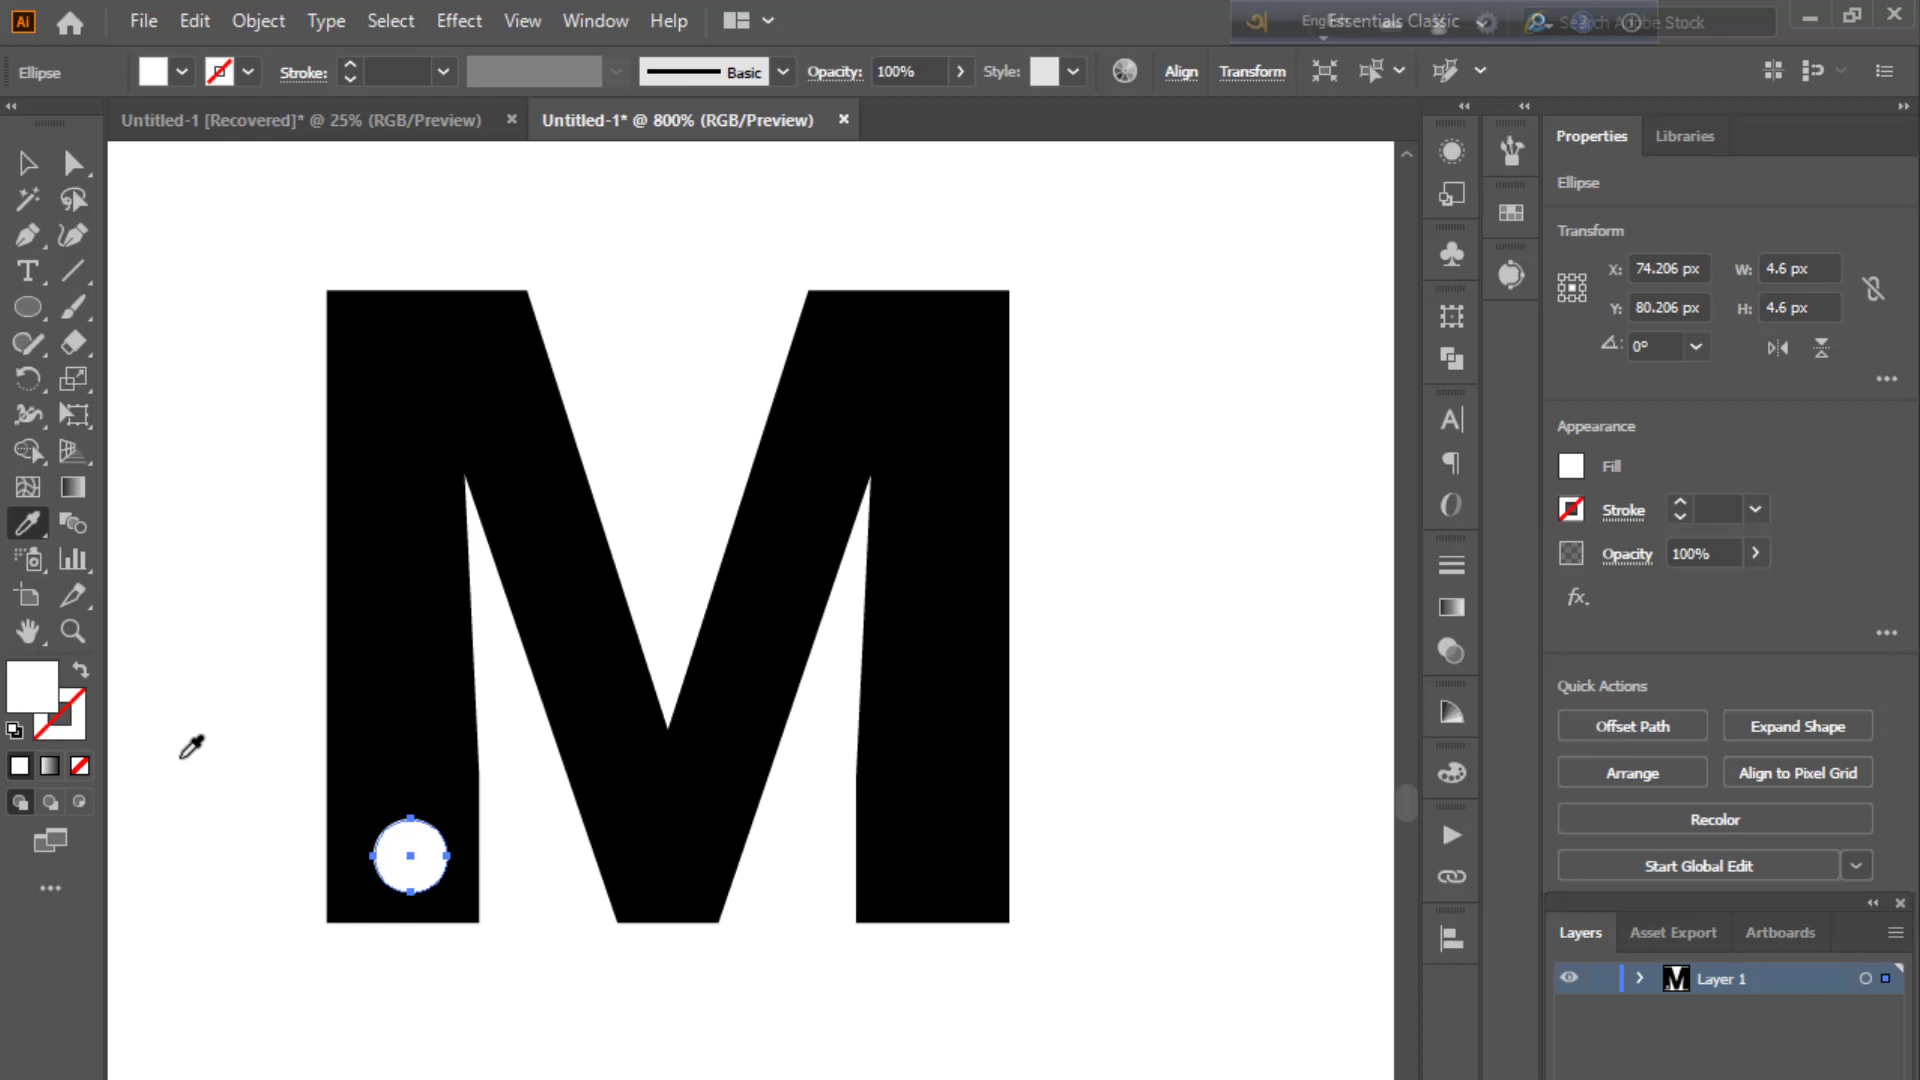 Ai File Edit Object Type Select Effect View Window Help Essentials Classic Search Adobe Stock
Ellipse Stroke: Basic Opacity: 100% Style: Align Transform
Untitled-1 [Recovered]* @ 25% (RGB/Preview) × Untitled-1* @ 800% (RGB/Preview) ×
Properties Libraries
Ellipse
Transform
X: 74.206 px W: 4.6 px
Y: 80.206 px H: 4.6 px
0°
Appearance
Fill
Stroke
Opacity 100%
fx.
Quick Actions
Offset Path Expand Shape
Arrange Align to Pixel Grid
Recolor
Start Global Edit
Layers Asset Export Artboards
Layer 1
M